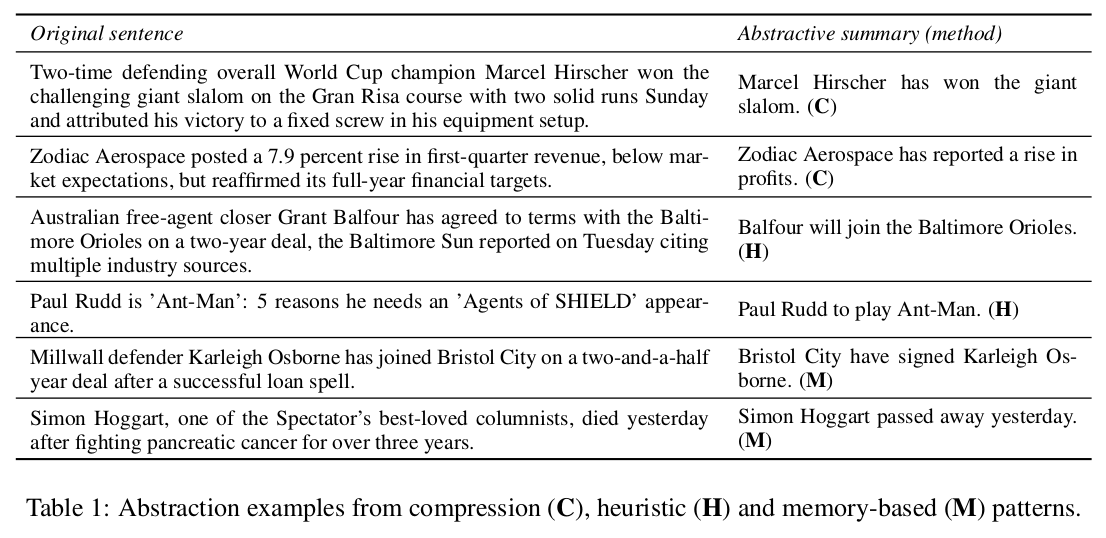 Original sentence Abstractive summary (method)
Two-time defending overall World Cup champion Marcel Hirscher won the
challenging giant slalom on the Gran Risa course with two solid runs Sunday
and attributed his victory to a fixed screw in his equipment setup.
Marcel Hirscher has won the giant
slalom. (C)
Zodiac Aerospace posted a 7.9 percent rise in first-quarter revenue, below mar-
ket expectations, but reaffirmed its full-year financial targets.
Zodiac Aerospace has reported a rise in
profits. (C)
Australian free-agent closer Grant Balfour has agreed to terms with the Balti-
more Orioles on a two-year deal, the Baltimore Sun reported on Tuesday citing
multiple industry sources.
Balfour will join the Baltimore Orioles.
(H)
Paul Rudd is ’Ant-Man’: 5 reasons he needs an ’Agents of SHIELD’ appear-
ance.
Paul Rudd to play Ant-Man. (H)
Millwall defender Karleigh Osborne has joined Bristol City on a two-and-a-half
year deal after a successful loan spell.
Bristol City have signed Karleigh Os-
borne. (M)
Simon Hoggart, one of the Spectator’s best-loved columnists, died yesterday
after fighting pancreatic cancer for over three years.
Simon Hoggart passed away yesterday.
(M)
Table 1: Abstraction examples from compression (C), heuristic (H) and memory-based (M) patterns.